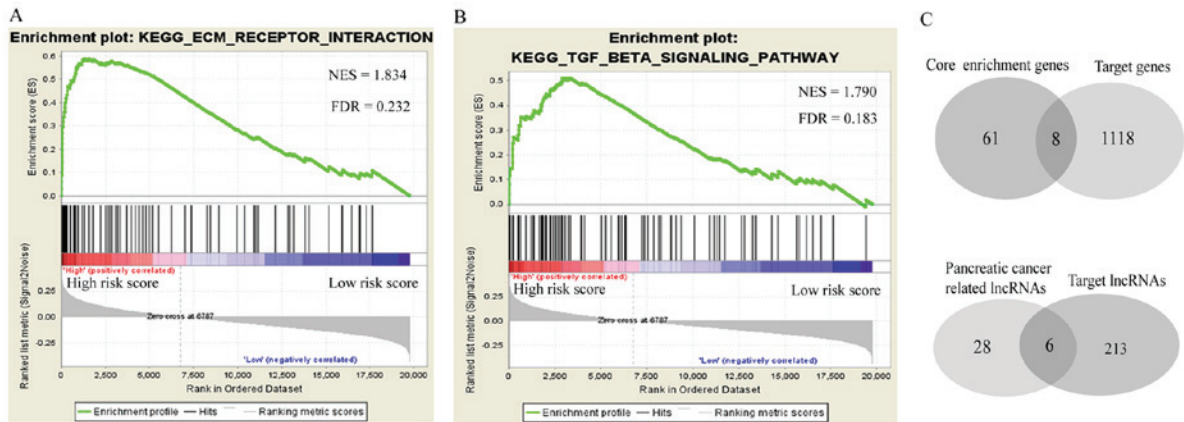 A
Enrichment plot: KEGG_ECM_RECEPTOR_INTERACTION
NES = 1.834
FDR = 0.232
Enrichment score (ES)
0.6
0.5
0.4
0.3
0.2
0.1
0.0
'High' (positively correlated)
High risk score
Low risk score
Ranked list metric (Signal2Noise)
0.25
0.00
-0.25
Zero cross at 6787
'Low' (negatively correlated)
0
2,500
5,000
7,500
10,000
12,500
15,000
17,500
20,000
Rank in Ordered Dataset
Enrichment profile
Hits
Ranking metric scores
B
Enrichment plot:
KEGG_TGF_BETA_SIGNALING_PATHWAY
NES = 1.790
FDR = 0.183
Enrichment score (ES)
0.5
0.4
0.3
0.2
0.1
0.0
'High' (positively correlated)
High risk score
Low risk score
Ranked list metric (Signal2Noise)
0.25
0.00
-0.25
Zero cross at 6787
'Low' (negatively correlated)
0
2,500
5,000
7,500
10,000
12,500
15,000
17,500
20,000
Rank in Ordered Dataset
Enrichment profile
Hits
Ranking metric scores
C
Core enrichment genes
Target genes
61
8
1118
Pancreatic cancer
related lncRNAs
Target lncRNAs
28
6
213